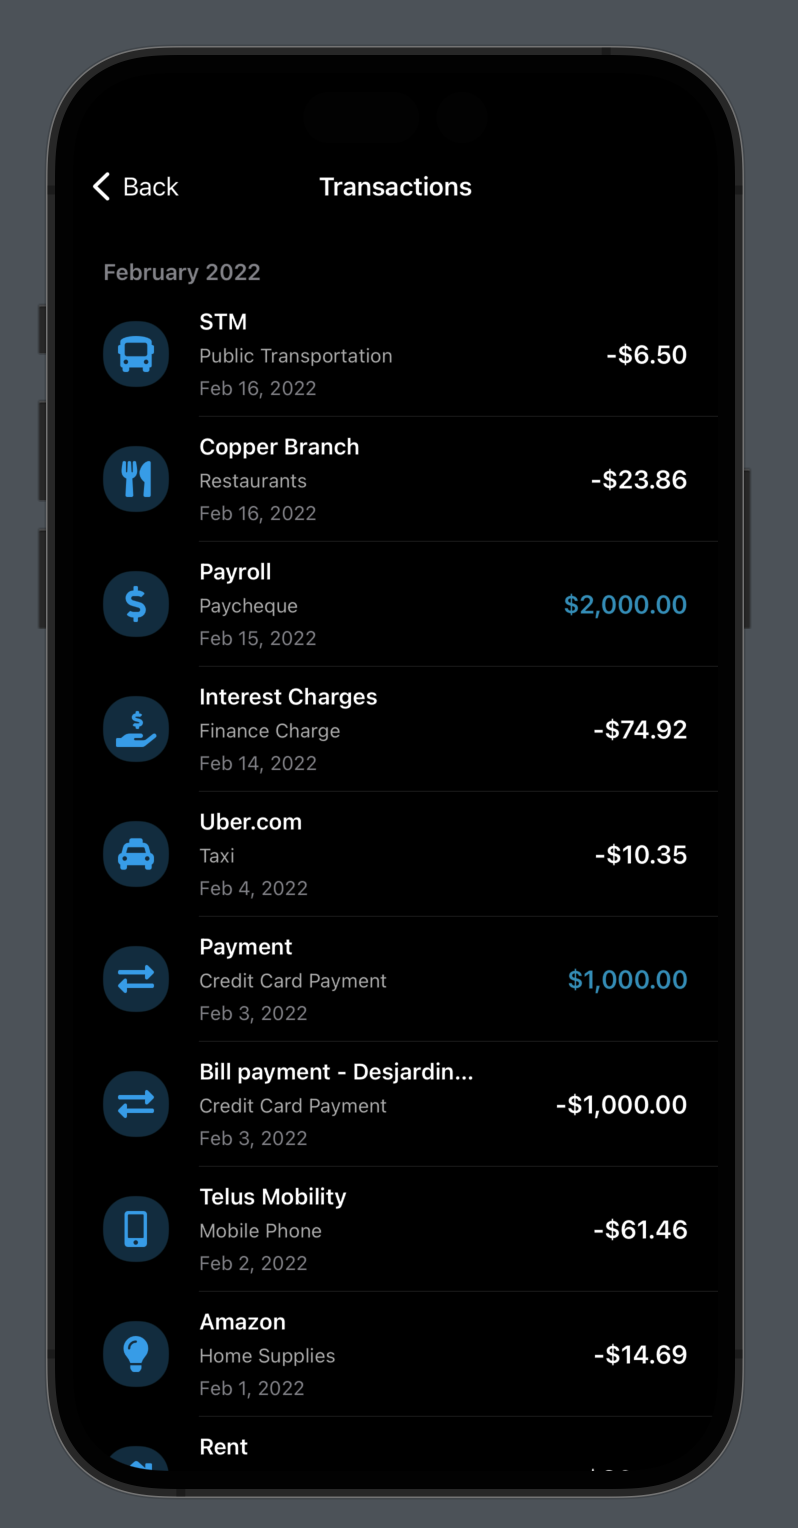 Back
Transactions
February 2022
STM
Public Transportation
-$6.50
Feb 16, 2022
Copper Branch
Restaurants
-$23.86
Feb 16, 2022
Payroll
Paycheque
$2,000.00
Feb 15, 2022
Interest Charges
Finance Charge
-$74.92
Feb 14, 2022
Uber.com
Taxi
-$10.35
Feb 4, 2022
Payment
Credit Card Payment
$1,000.00
Feb 3, 2022
Bill payment - Desjardin...
Credit Card Payment
-$1,000.00
Feb 3, 2022
Telus Mobility
Mobile Phone
-$61.46
Feb 2, 2022
Amazon
Home Supplies
-$14.69
Feb 1, 2022
Rent